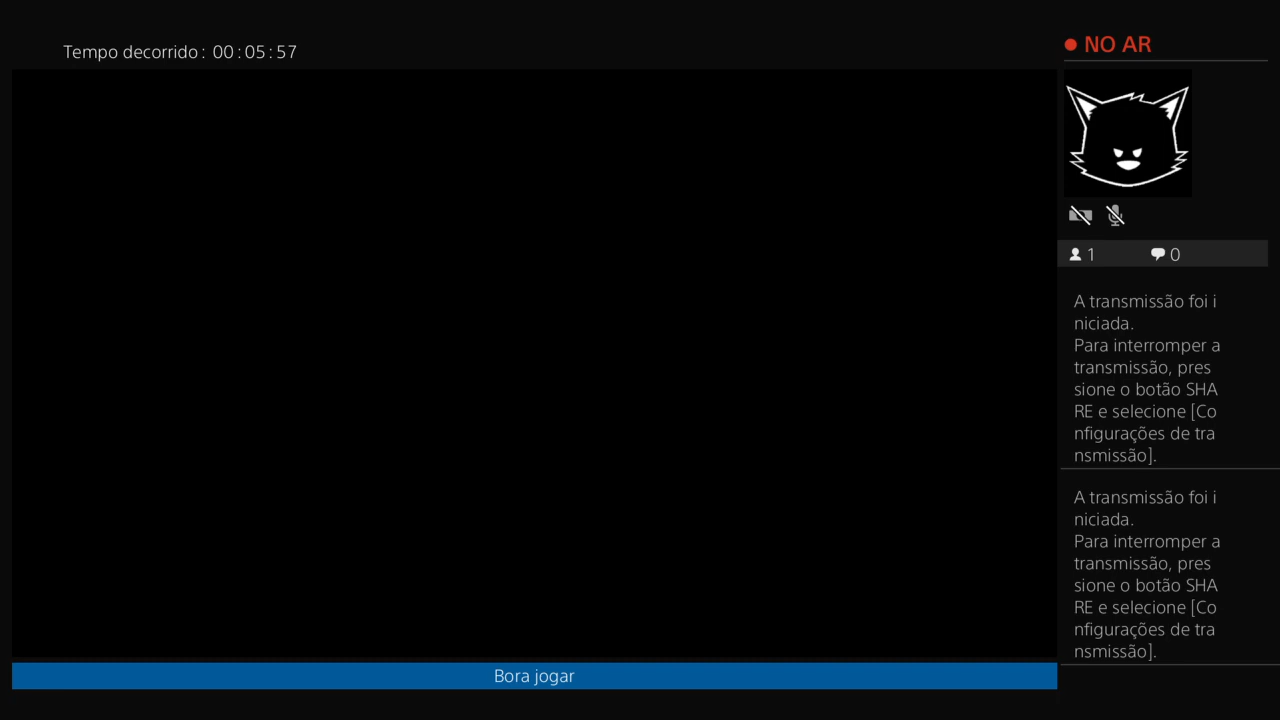 Tempo decorrido: 00:05:57
NO AR
1 0
A transmissão foi i
niciada.
Para interromper a
transmissão, pres
sione o botão SHA
RE e selecione [Co
nfigurações de tra
nsmissão].
A transmissão foi i
niciada.
Para interromper a
transmissão, pres
sione o botão SHA
RE e selecione [Co
nfigurações de tra
nsmissão].
Bora jogar